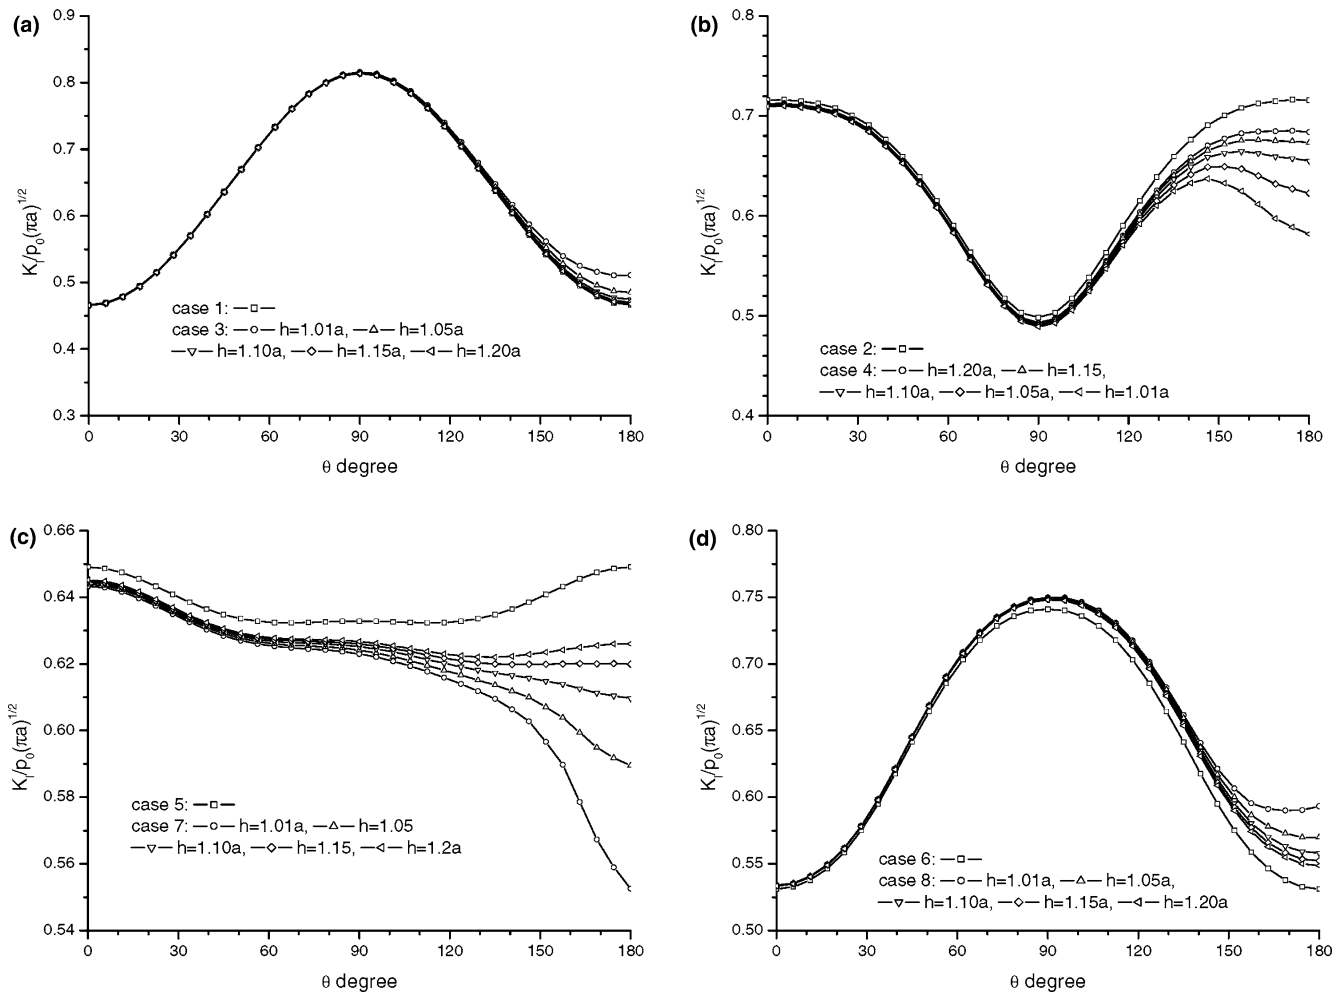 (a)
0.9
0.8
0.7
0.6
0.5
0.4
0.3
K_I/p_0(πa)^1/2
case 1: —□—
case 3: —○— h=1.01a, —△— h=1.05a
—▽— h=1.10a, —◇— h=1.15a, —◁— h=1.20a
0 30 60 90 120 150 180
θ degree
(b)
0.8
0.7
0.6
0.5
0.4
K_I/p_0(πa)^1/2
case 2: —□—
case 4: —○— h=1.20a, —△— h=1.15,
—▽— h=1.10a, —◇— h=1.05a, —◁— h=1.01a
0 30 60 90 120 150 180
θ degree
(c)
0.66
0.64
0.62
0.60
0.58
0.56
0.54
K_I/p_0(πa)^1/2
case 5: —□—
case 7: —○— h=1.01a, —△— h=1.05
—▽— h=1.10a, —◇— h=1.15, —◁— h=1.2a
0 30 60 90 120 150 180
θ degree
(d)
0.80
0.75
0.70
0.65
0.60
0.55
0.50
K_I/p_0(πa)^1/2
case 6: —□—
case 8: —○— h=1.01a, —△— h=1.05a,
—▽— h=1.10a, —◇— h=1.15a, —◁— h=1.20a
0 30 60 90 120 150 180
θ degree